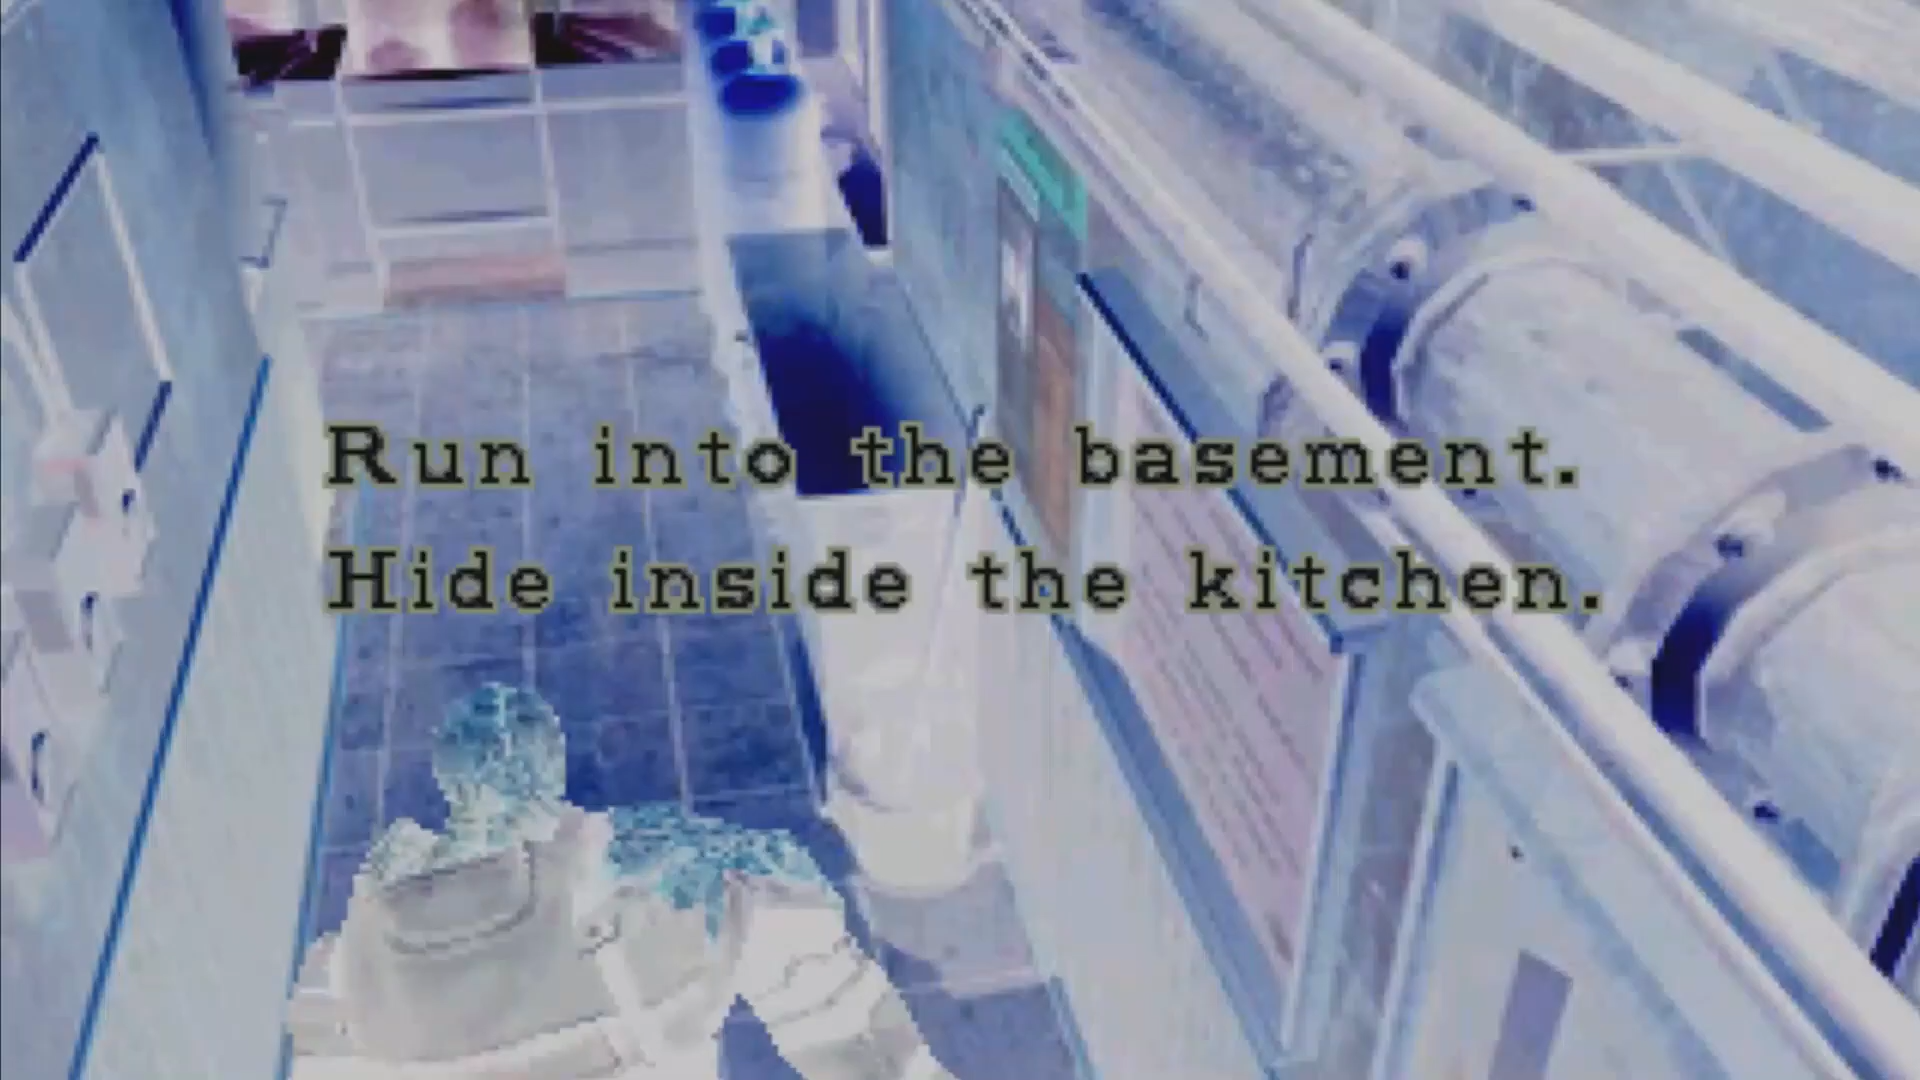 Run into the basement.
Hide inside the kitchen.